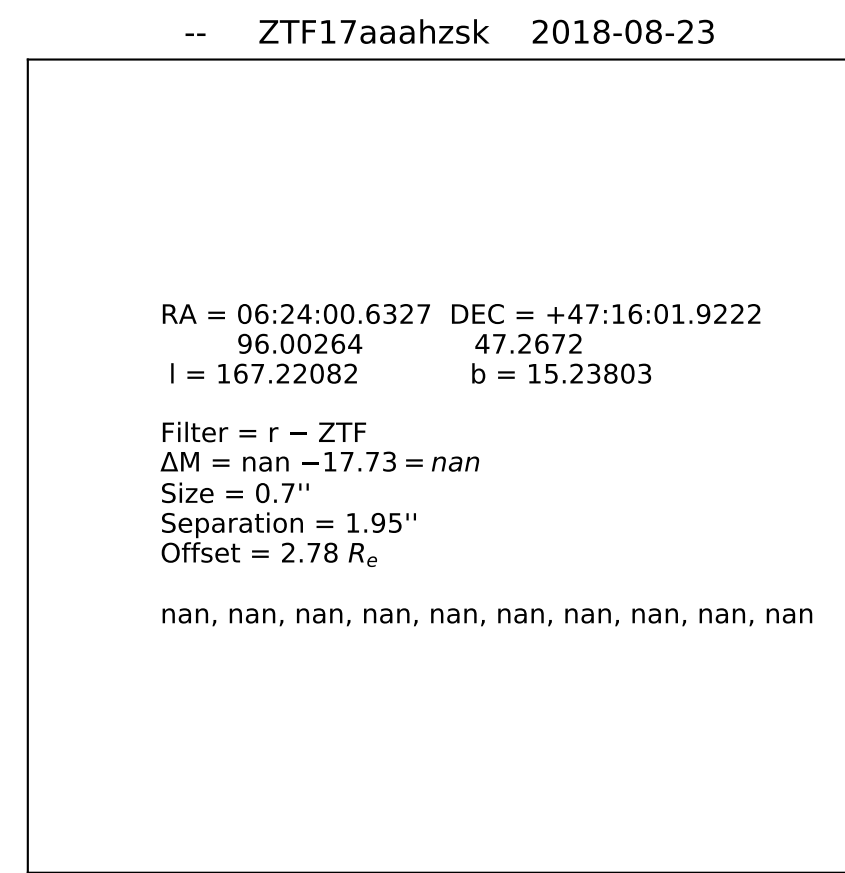 -- ZTF17aaahzsk 2018-08-23
RA = 06:24:00.6327 DEC = +47:16:01.9222
96.00264 47.2672
l = 167.22082 b = 15.23803
Filter = r − ZTF
ΔM = nan −17.73 = nan
Size = 0.7''
Separation = 1.95''
Offset = 2.78 Rₑ
nan, nan, nan, nan, nan, nan, nan, nan, nan, nan